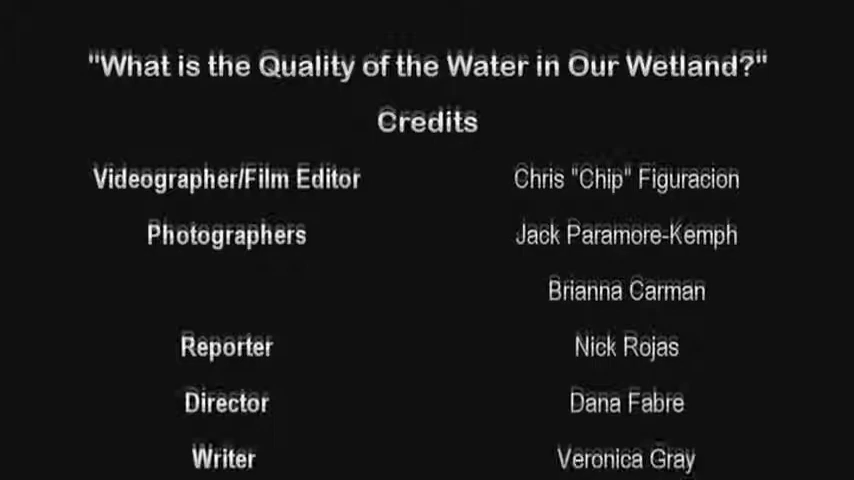 "What is the Quality of the Water in Our Wetland?"
Credits
Videographer/Film Editor Chris "Chip" Figuracion
Photographers Jack Paramore-Kemph
Brianna Carman
Reporter Nick Rojas
Director Dana Fabre
Writer Veronica Gray